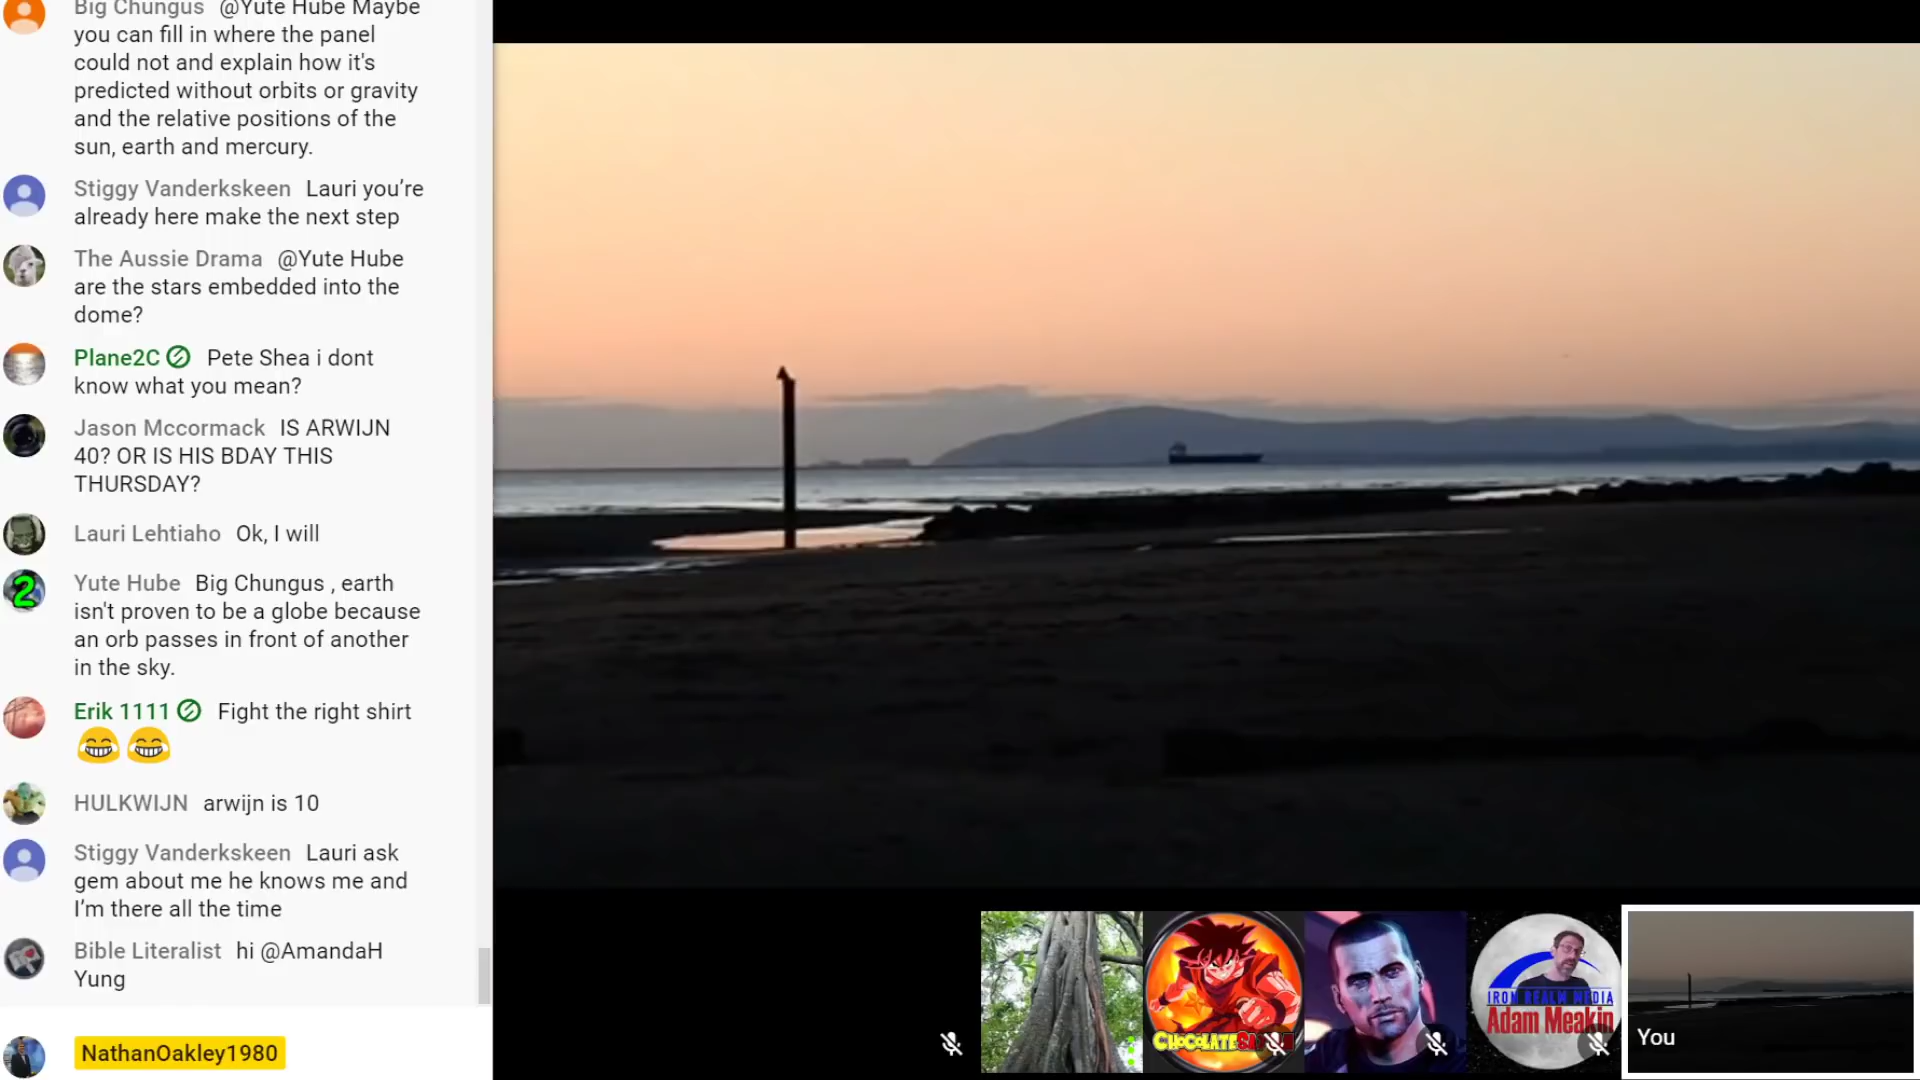 Big Chungus @Yute Hube Maybe
you can fill in where the panel
could not and explain how it's
predicted without orbits or gravity
and the relative positions of the
sun, earth and mercury.
Stiggy Vanderkskeen Lauri you’re
already here make the next step
The Aussie Drama @Yute Hube
are the stars embedded into the
dome?
Plane2C Pete Shea i dont
know what you mean?
Jason Mccormack IS ARWIJN
40? OR IS HIS BDAY THIS
THURSDAY?
Lauri Lehtiaho Ok, I will
2
Yute Hube Big Chungus , earth
isn't proven to be a globe because
an orb passes in front of another
in the sky.
Erik 1111 Fight the right shirt
HULKWIJN arwijn is 10
Stiggy Vanderkskeen Lauri ask
gem about me he knows me and
I’m there all the time
Bible Literalist hi @AmandaH
Yung
NathanOakley1980
IRON REALM MEDIA
Adam Meakin
You